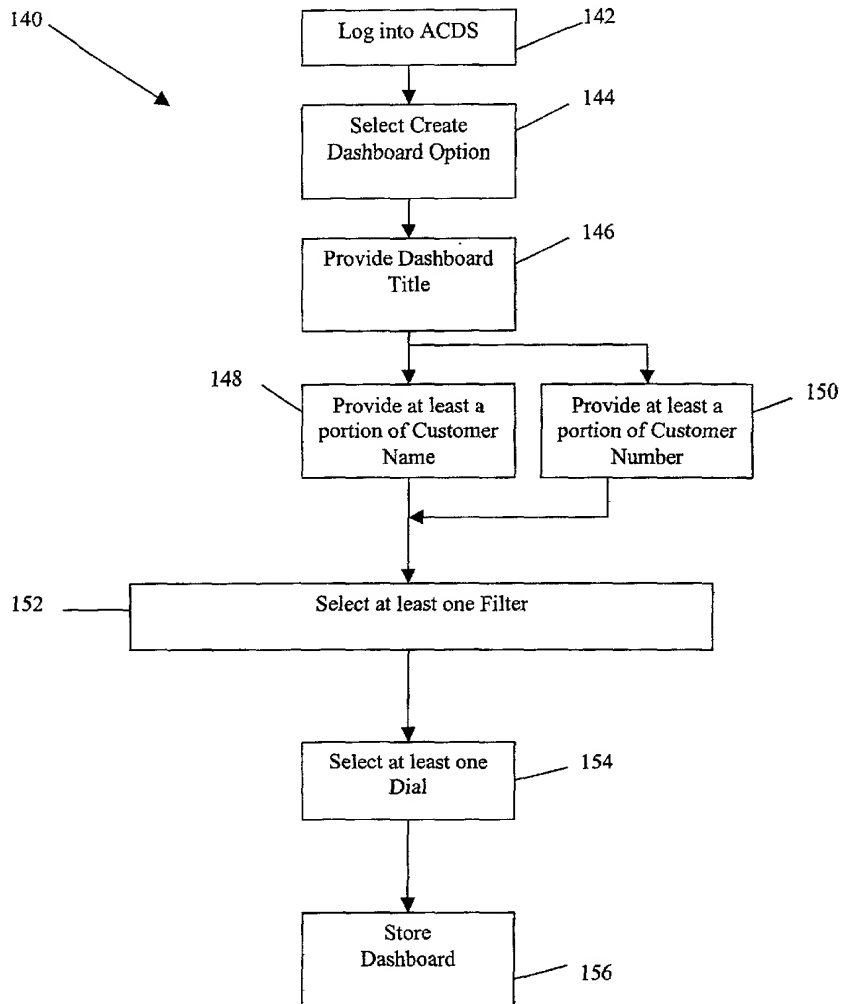 140
Log into ACDS
142
Select Create
Dashboard Option
144
Provide Dashboard
Title
146
148
Provide at least a
portion of Customer
Name
Provide at least a
portion of Customer
Number
150
152
Select at least one Filter
Select at least one
Dial
154
Store
Dashboard
156